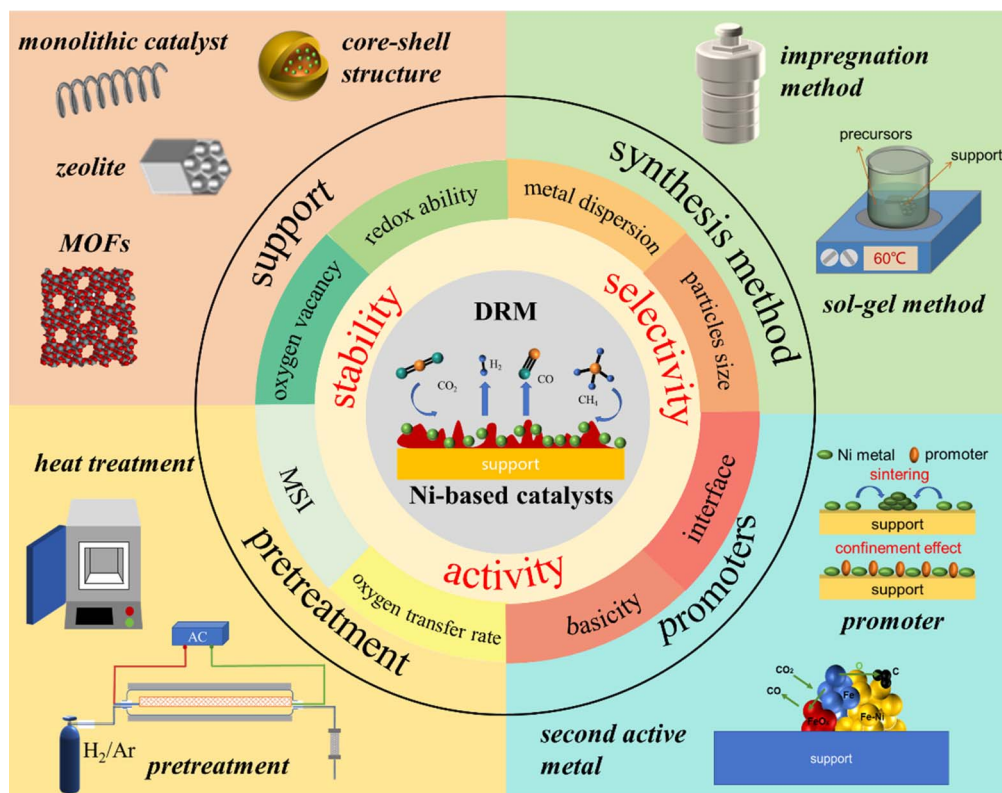 monolithic catalyst
core-shell
structure
zeolite
MOFs
impregnation
method
precursors
support
60℃
sol-gel method
support
synthesis method
pretreatment
promoters
redox ability
metal dispersion
oxygen vacancy
particles size
MSI
interface
oxygen transfer rate
basicity
stability
selectivity
activity
DRM
CO₂
H₂
CO
CH₄
support
Ni-based catalysts
heat treatment
AC
H₂/Ar
pretreatment
Ni metal
promoter
sintering
support
confinement effect
support
promoter
CO₂
CO
O
C
Fe
FeOₓ
Fe-Ni
support
second active
metal